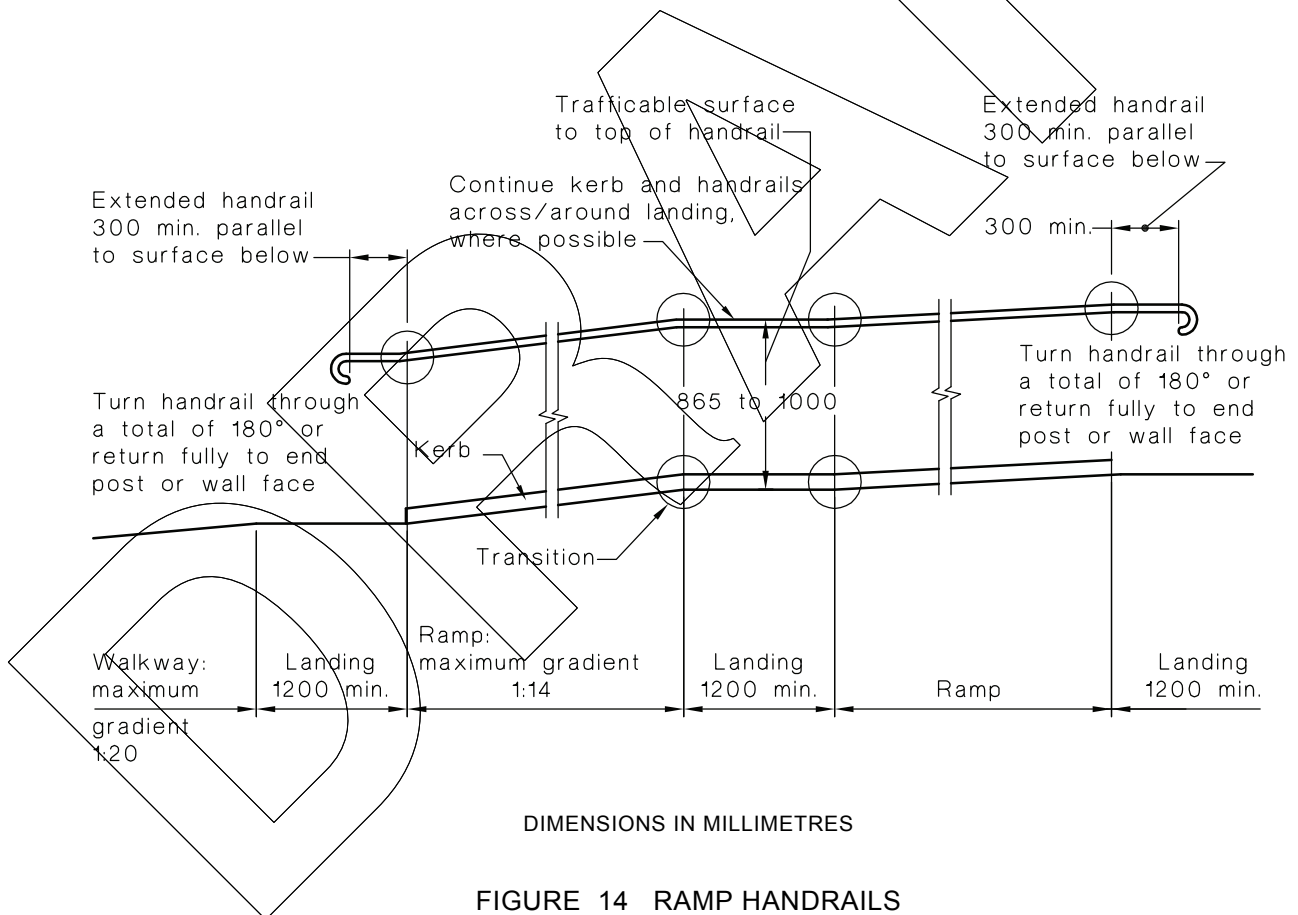 Trafficable surface
to top of handrail
Extended handrail
300 min. parallel
to surface below
Continue kerb and handrails
across/around landing,
where possible
Extended handrail
300 min. parallel
to surface below
300 min.
Turn handrail through
a total of 180° or
return fully to end
post or wall face
865 to 1000
Turn handrail through
a total of 180° or
return fully to end
post or wall face
Kerb
Transition
Walkway:
maximum
gradient
1:20
Landing
1200 min.
Ramp:
maximum gradient
1:14
Landing
1200 min.
Ramp
Landing
1200 min.
DIMENSIONS IN MILLIMETRES
FIGURE 14 RAMP HANDRAILS